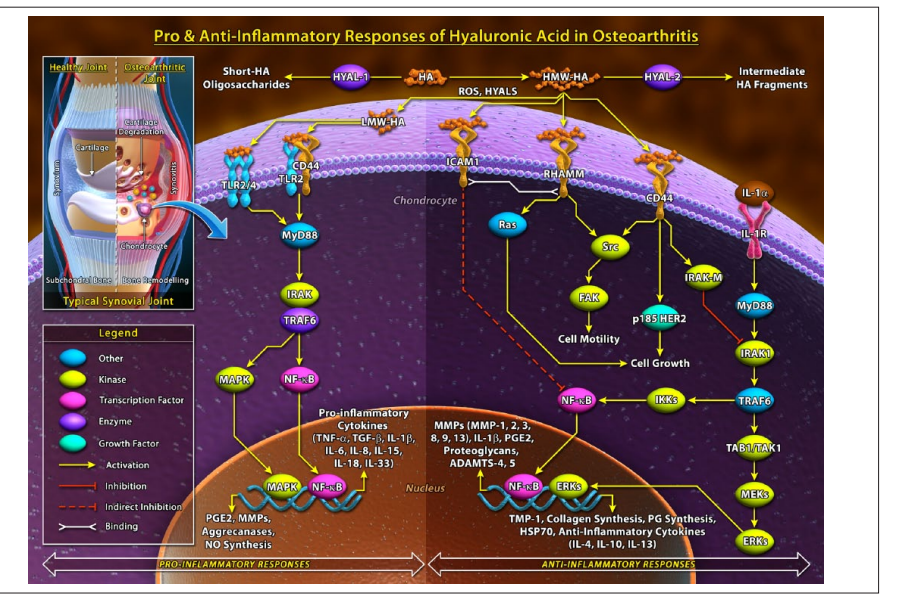 Pro & Anti-Inflammatory Responses of Hyaluronic Acid in Osteoarthritis
Healthy Joint
Osteoarthritic
Joint
Cartilage
Degradation
Cartilage
Synovium
Synovitis
Chondrocyte
Subchondral Bone
Bone Remodelling
Typical Synovial Joint
Short-HA
Oligosaccharides
HYAL-1
HA
HMW-HA
HYAL-2
Intermediate
HA Fragments
ROS, HYALS
LMW-HA
TLR2/4
CD44
TLR2
ICAM1
RHAMM
CD44
IL-1α
IL-1R
Chondrocyte
MyD88
Ras
Src
IRAK-M
IRAK
FAK
p185 HER2
MyD88
TRAF6
Cell Motility
IRAK1
Cell Growth
MAPK
NF-κB
NF-κB
IKKs
TRAF6
Pro-inflammatory
Cytokines
(TNF-α, TGF-β, IL-1β,
IL-6, IL-8, IL-15,
IL-18, IL-33)
MMPs (MMP-1, 2, 3,
8, 9, 13), IL-1β, PGE2,
Proteoglycans,
ADAMTS-4, 5
TAB1/TAK1
MAPK
NF-κB
Nucleus
NF-κB
ERKs
MEKs
PGE2, MMPs,
Aggrecanases,
NO Synthesis
TMP-1, Collagen Synthesis, PG Synthesis,
HSP70, Anti-Inflammatory Cytokines
(IL-4, IL-10, IL-13)
ERKs
PRO-INFLAMMATORY RESPONSES
ANTI-INFLAMMATORY RESPONSES
Legend
Other
Kinase
Transcription Factor
Enzyme
Growth Factor
Activation
Inhibition
Indirect Inhibition
Binding